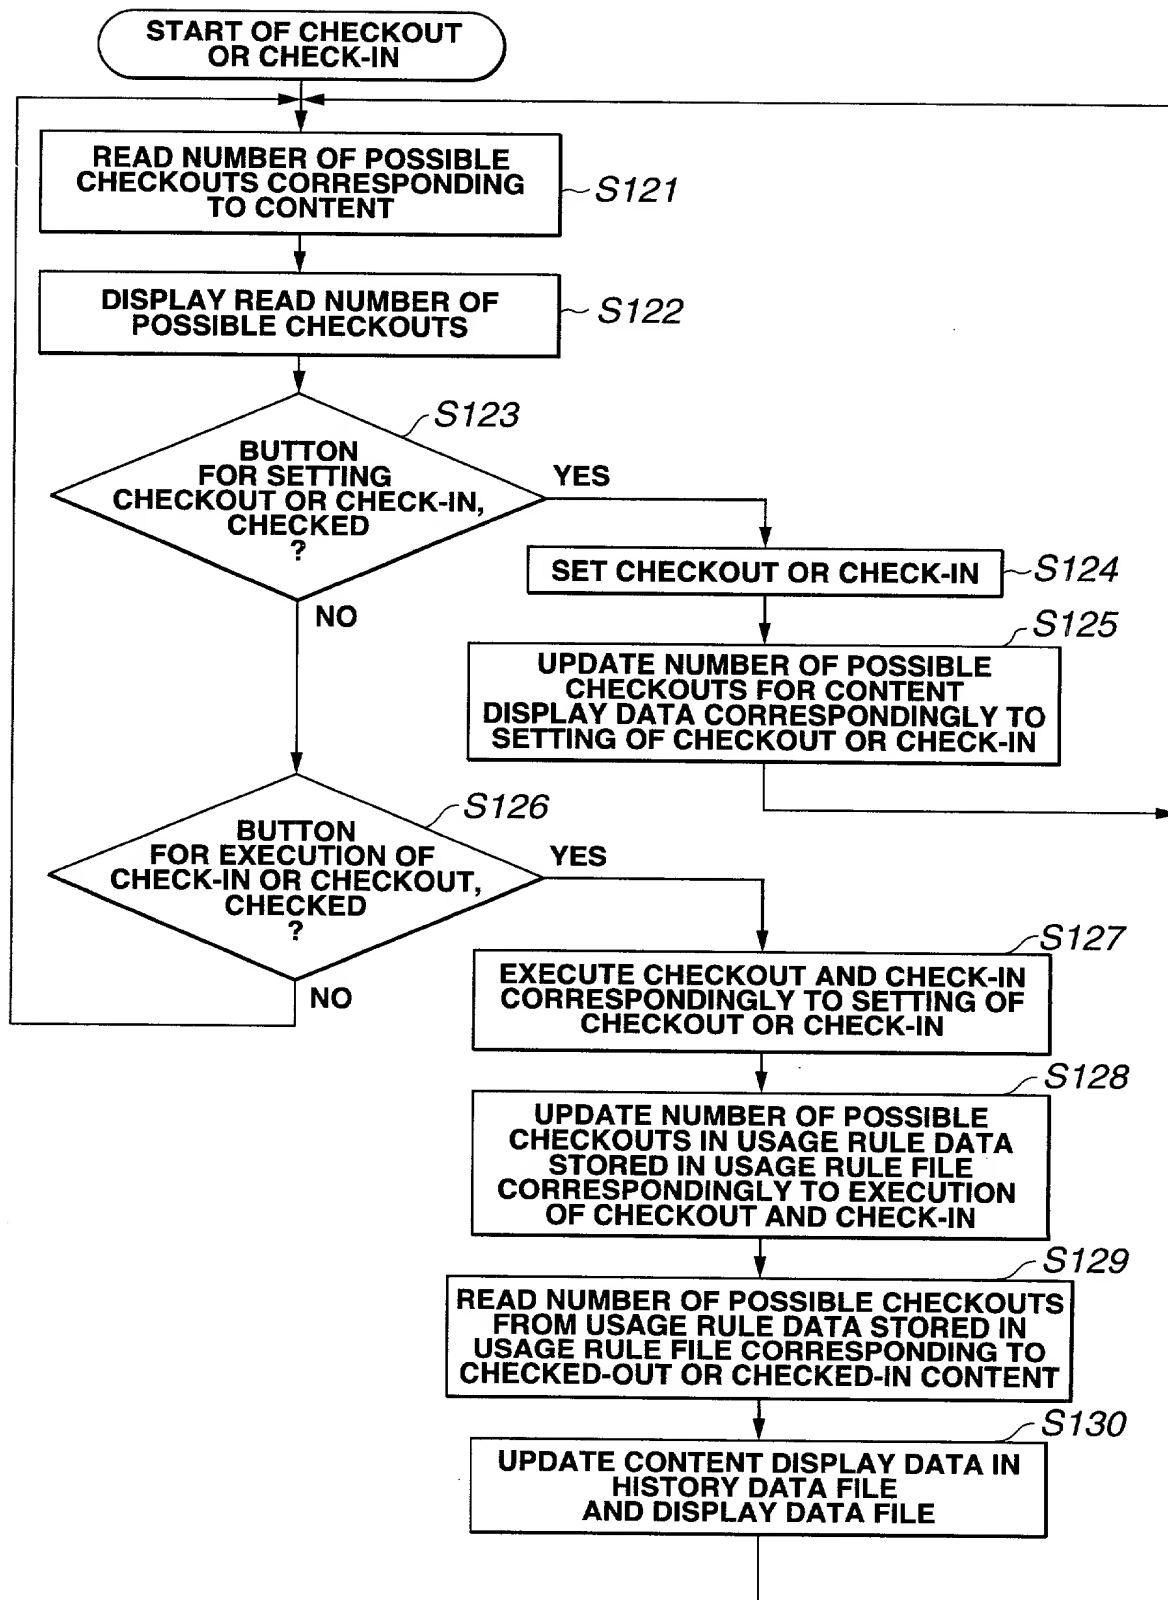 START OF CHECKOUT
OR CHECK-IN
READ NUMBER OF POSSIBLE
CHECKOUTS CORRESPONDING
TO CONTENT
S121
DISPLAY READ NUMBER OF
POSSIBLE CHECKOUTS
S122
S123
BUTTON
FOR SETTING
CHECKOUT OR CHECK-IN,
CHECKED
?
YES
NO
SET CHECKOUT OR CHECK-IN
S124
S125
UPDATE NUMBER OF POSSIBLE
CHECKOUTS FOR CONTENT
DISPLAY DATA CORRESPONDINGLY TO
SETTING OF CHECKOUT OR CHECK-IN
S126
BUTTON
FOR EXECUTION OF
CHECK-IN OR CHECKOUT,
CHECKED
?
YES
NO
S127
EXECUTE CHECKOUT AND CHECK-IN
CORRESPONDINGLY TO SETTING OF
CHECKOUT OR CHECK-IN
S128
UPDATE NUMBER OF POSSIBLE
CHECKOUTS IN USAGE RULE DATA
STORED IN USAGE RULE FILE
CORRESPONDINGLY TO EXECUTION
OF CHECKOUT AND CHECK-IN
S129
READ NUMBER OF POSSIBLE CHECKOUTS
FROM USAGE RULE DATA STORED IN
USAGE RULE FILE CORRESPONDING TO
CHECKED-OUT OR CHECKED-IN CONTENT
S130
UPDATE CONTENT DISPLAY DATA IN
HISTORY DATA FILE
AND DISPLAY DATA FILE